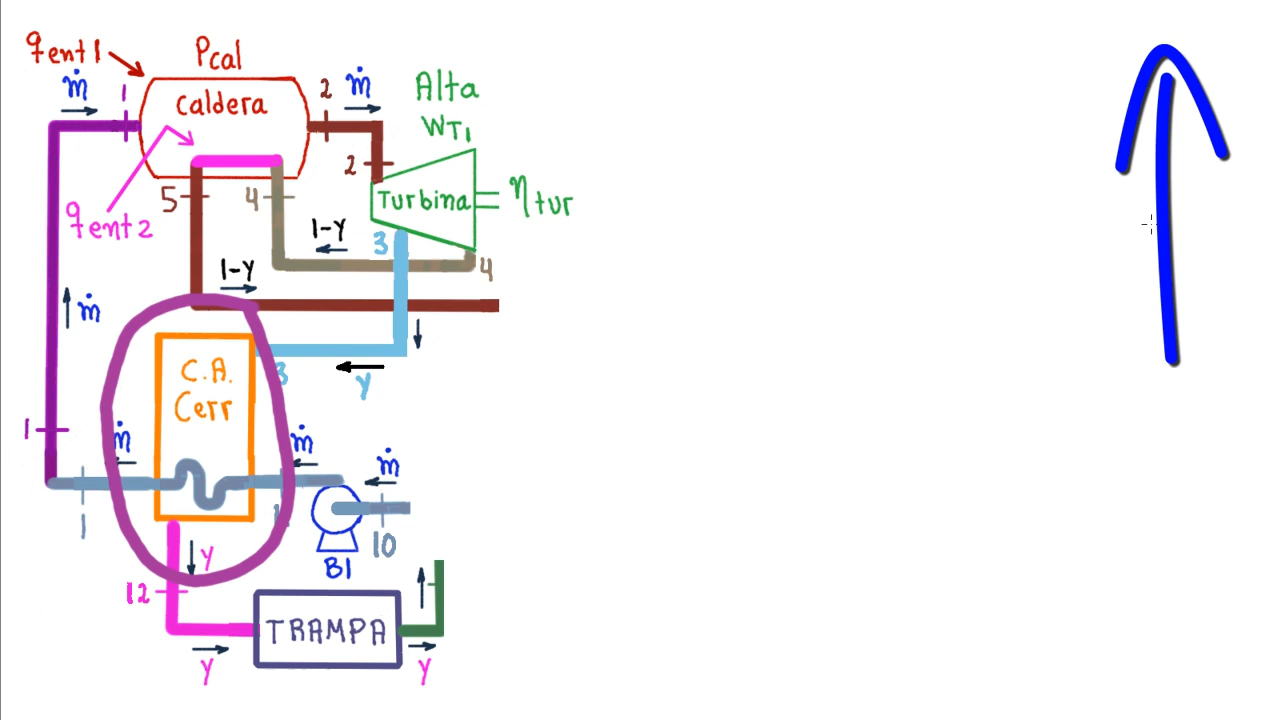 qent1
Pcal
ṁ
1
Caldera
2
ṁ
Alta
WT1
2
Turbina
ηtur
5
4
qent2
1-Y
3
4
1-Y
ṁ
3
Y
C.A.
Cerr
1
ṁ
ṁ
ṁ
1
10
B1
Y
12
TRAMPA
Y
Y